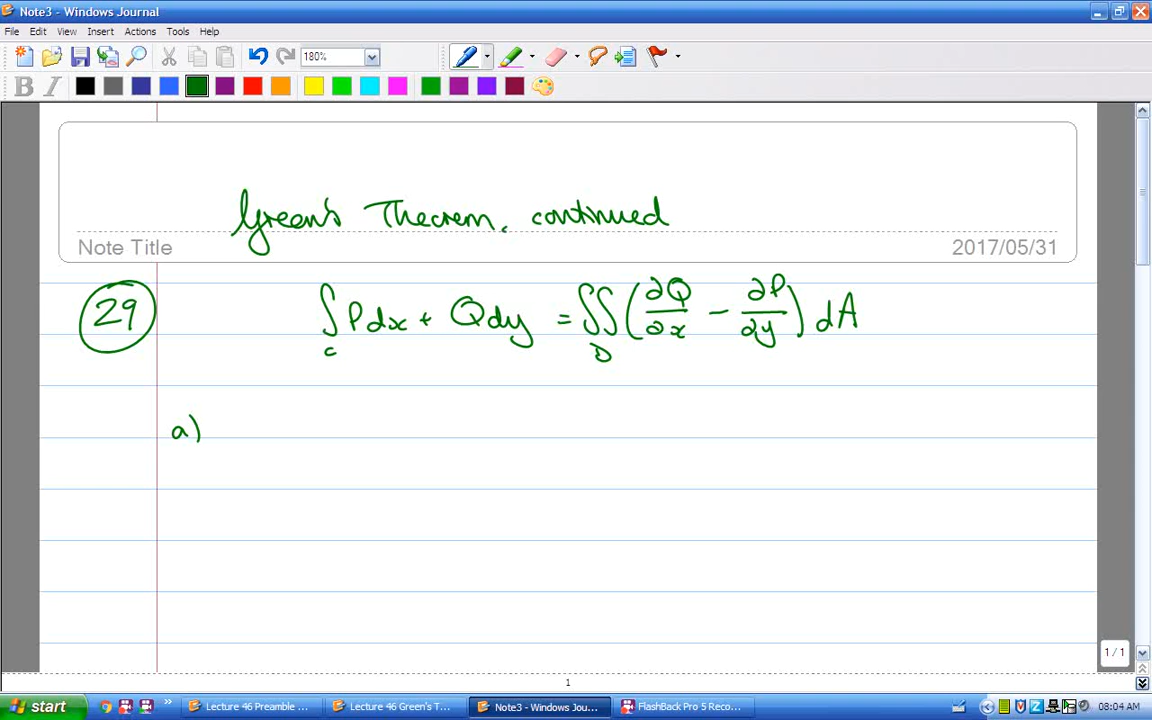 Note3 - Windows Journal
File Edit View Insert Actions Tools Help
180%
B I
Green's Theorem, continued
Note Title 2017/05/31
29 ∫_C Pdx + Qdy = ∬_D (∂Q/∂x − ∂P/∂y) dA
a)
1 / 1
1
start Lecture 46 Preamble ... Lecture 46 Green's T... Note3 - Windows Jou... FlashBack Pro 5 Reco... 08:04 AM